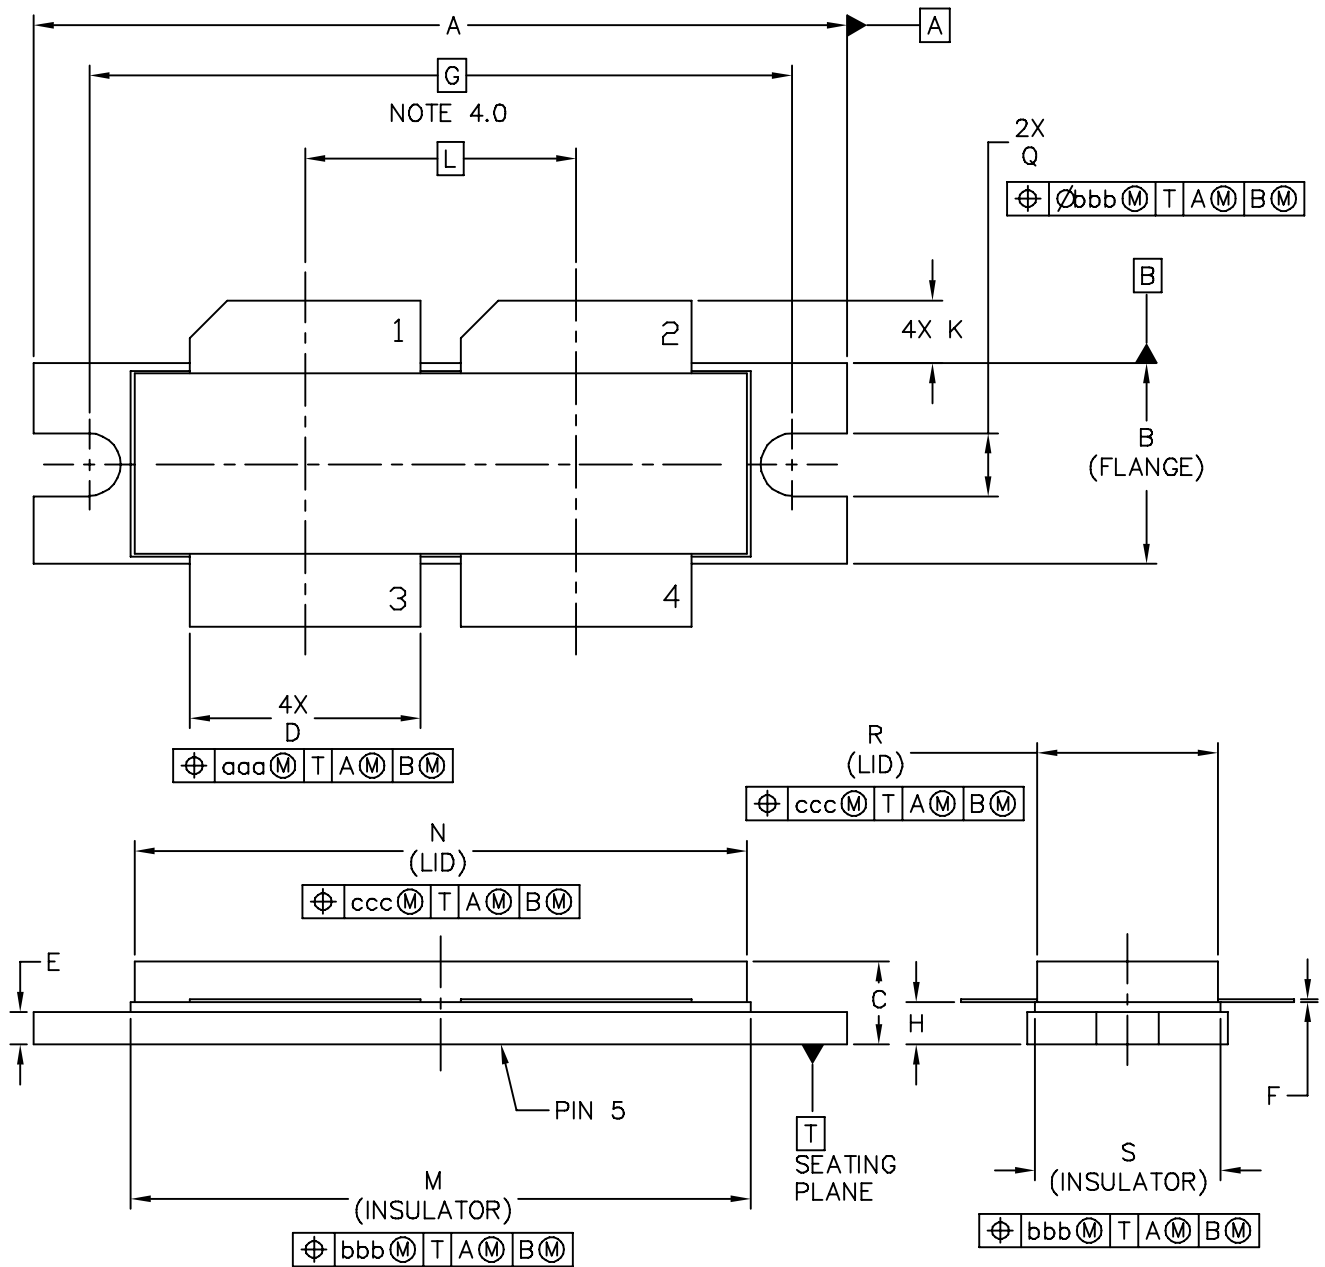 A
A
G
NOTE 4.0
L
2X
Q
⌖ Øbbb Ⓜ T A Ⓜ B Ⓜ
B
1
2
4X K
B
(FLANGE)
3
4
4X
D
⌖ aaa Ⓜ T A Ⓜ B Ⓜ
R
(LID)
⌖ ccc Ⓜ T A Ⓜ B Ⓜ
N
(LID)
⌖ ccc Ⓜ T A Ⓜ B Ⓜ
E
C
H
F
PIN 5
T
SEATING
PLANE
M
(INSULATOR)
⌖ bbb Ⓜ T A Ⓜ B Ⓜ
S
(INSULATOR)
⌖ bbb Ⓜ T A Ⓜ B Ⓜ